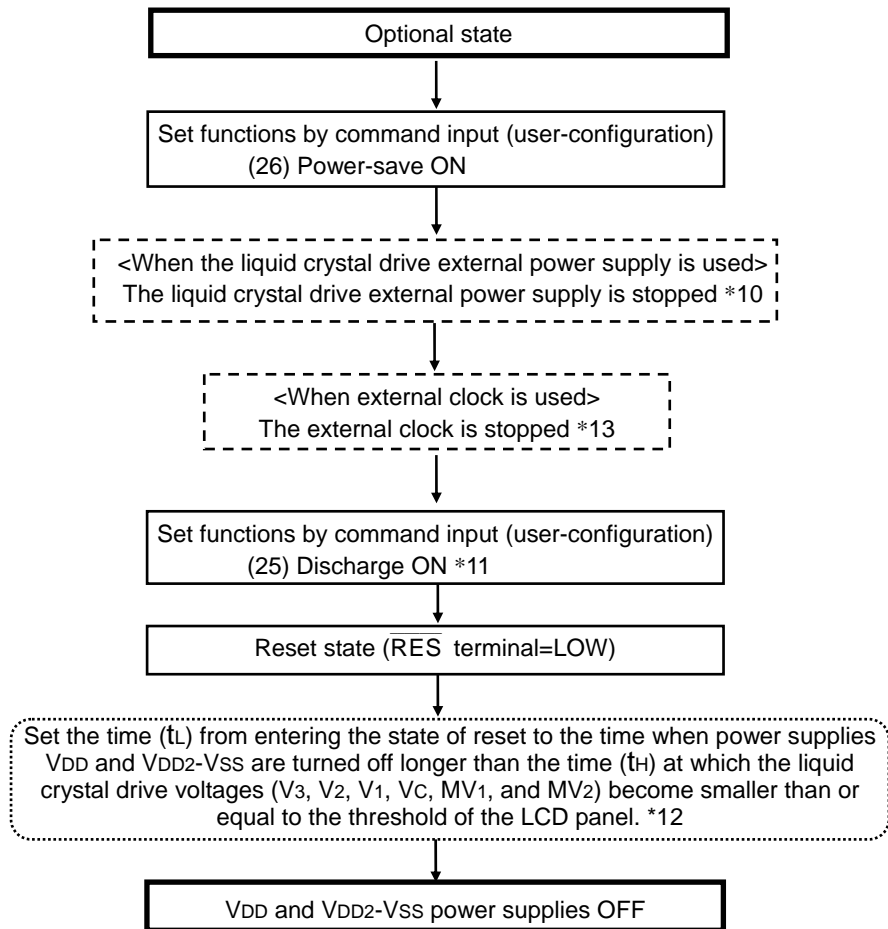 Optional state
Set functions by command input (user-configuration)
(26) Power-save ON
<When the liquid crystal drive external power supply is used>
The liquid crystal drive external power supply is stopped *10
<When external clock is used>
The external clock is stopped *13
Set functions by command input (user-configuration)
(25) Discharge ON *11
Reset state (R̅E̅S̅ terminal=LOW)
Set the time (tL) from entering the state of reset to the time when power supplies
VDD and VDD2-VSS are turned off longer than the time (tH) at which the liquid
crystal drive voltages (V3, V2, V1, VC, MV1, and MV2) become smaller than or
equal to the threshold of the LCD panel. *12
VDD and VDD2-VSS power supplies OFF